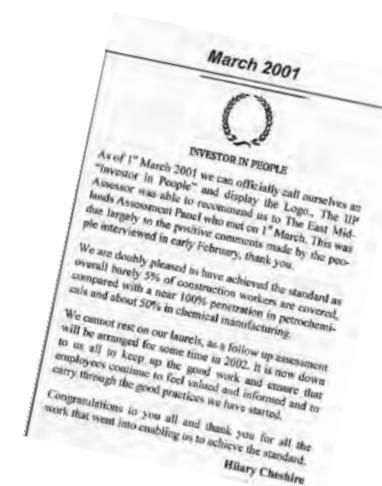 March 2001
INVESTOR IN PEOPLE
As of 1st March 2001 we can officially call ourselves an
"Investor in People" and display the Logo.. The IIP
Assessor was able to recommend us to The East Mid-
lands Assessment Panel who met on 1st March. This was
due largely to the positive comments made by the peo-
ple interviewed in early February, thank you.
We are doubly pleased to have achieved the standard as
overall barely 5% of construction workers are covered,
compared with a near 100% penetration in petrochemi-
cals and about 50% in chemical manufacturing.
We cannot rest on our laurels, as a follow up assessment
will be arranged for some time in 2002. It is now down
to us all to keep up the good work and ensure that
employees continue to feel valued and informed and to
carry through the good practices we have started.
Congratulations to you all and thank you for all the
work that went into enabling us to achieve the standard.
Hilary Cheshire